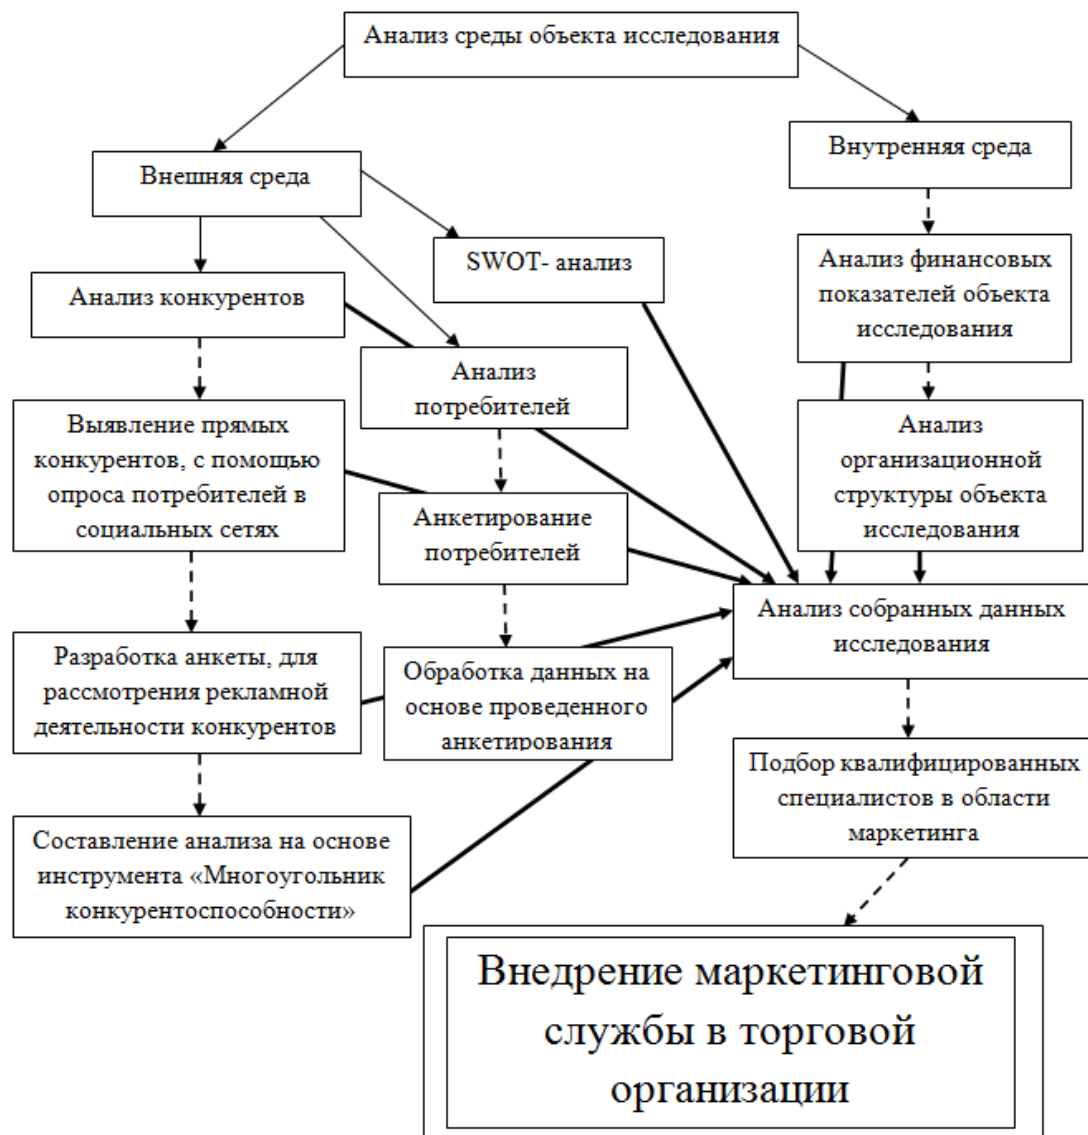 Анализ среды объекта исследования
Внутренняя среда
Внешняя среда
SWOT- анализ
Анализ финансовых
показателей объекта
исследования
Анализ конкурентов
Анализ
потребителей
Выявление прямых
конкурентов, с помощью
опроса потребителей в
социальных сетях
Анализ
организационной
структуры объекта
исследования
Анкетирование
потребителей
Анализ собранных данных
исследования
Разработка анкеты, для
рассмотрения рекламной
деятельности конкурентов
Обработка данных на
основе проведенного
анкетирования
Подбор квалифицированных
специалистов в области
маркетинга
Составление анализа на основе
инструмента «Многоугольник
конкурентоспособности»
Внедрение маркетинговой
службы в торговой
организации